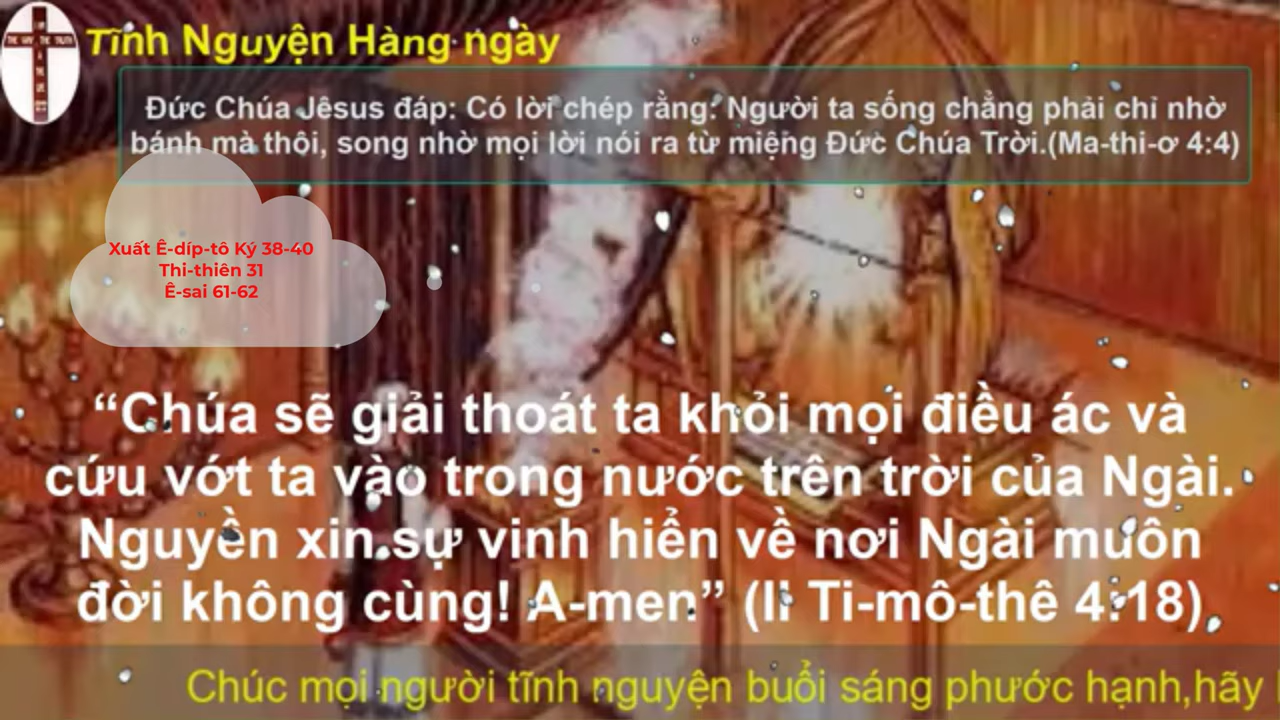 Tĩnh Nguyện Hàng ngày
Đức Chúa Jêsus đáp: Có lời chép rằng: Người ta sống chẳng phải chỉ nhờ
bánh mà thôi, song nhờ mọi lời nói ra từ miệng Đức Chúa Trời.(Ma-thi-ơ 4:4)
Xuất Ê-díp-tô Ký 38-40
Thi-thiên 31
Ê-sai 61-62
“Chúa sẽ giải thoát ta khỏi mọi điều ác và
cứu vớt ta vào trong nước trên trời của Ngài.
Nguyền xin sự vinh hiển về nơi Ngài muôn
đời không cùng! A-men” (Ii Ti-mô-thê 4:18)
Chúc mọi người tĩnh nguyện buổi sáng phước hạnh,hãy